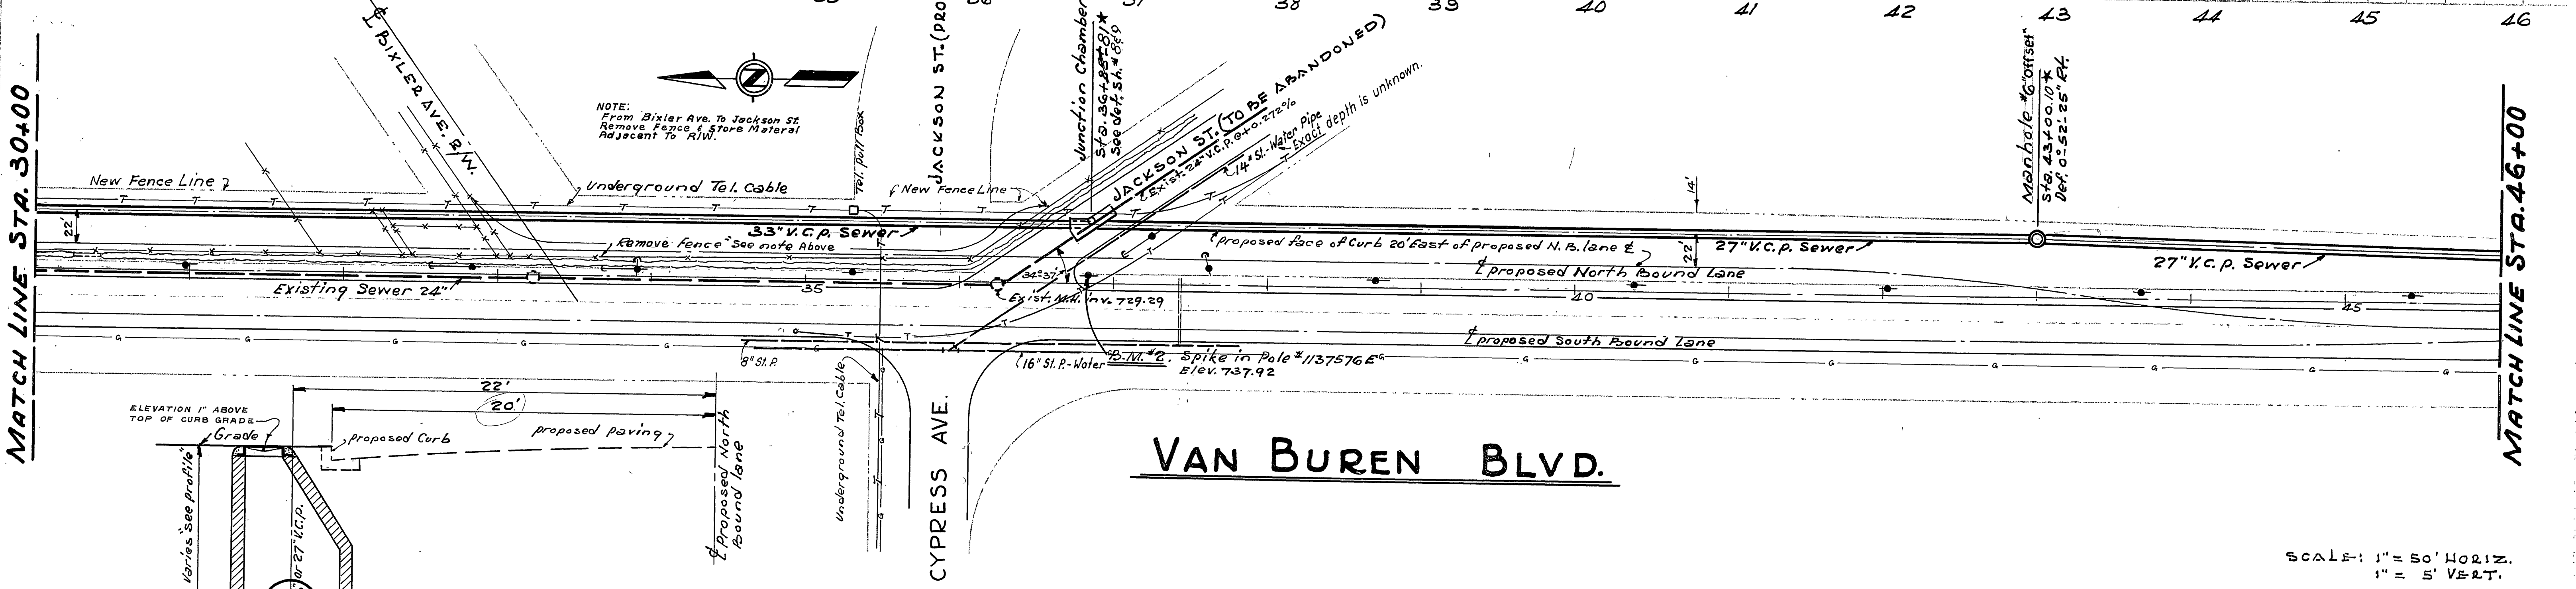 38
39
40
41
42
43
44
45
46
MATCH LINE STA. 30+00
BIXLER AVE. R/W.
NOTE:
From Bixler Ave. To Jackson St.
Remove Fence & Store Materal
Adjacent To R/W.
Tel. Pull Box
JACKSON ST. (PRO
Junction Chamber
See det. Sh. #8&9
JACKSON ST. (TO BE ABANDONED)
Exist. 24" V.C.P. @+0.272%
14" St.-Water Pipe
Exact depth is unknown.
Manhole #6 "offset"
Sta. 43+00.10*
Def. 0°52'-25" Rt.
MATCH LINE STA. 46+00
New Fence Line
Underground Tel. Cable
New Fence Line
14'
22'
33" V.C.P. Sewer
Remove Fence "See note Above
proposed face of Curb 20' East of proposed N.B. lane ℄
22'
27" V.C.P. Sewer
27" V.C.P. Sewer
℄ proposed North Bound Lane
Existing Sewer 24"
35
34°37'
Exist. M.H. inv. 729.29
40
45
℄ proposed South Bound Lane
8" St. P.
16" St. P.-Water
B.M. #2. Spike in Pole #1137576 E
Elev. 737.92
22'
20'
ELEVATION 1" ABOVE
TOP OF CURB GRADE
Grade
proposed Curb
proposed paving
℄ Proposed North
Bound lane
Underground Tel. Cable
CYPRESS AVE.
VAN BUREN BLVD.
Varies "see profile"
or 27" V.C.P.
SCALE: 1" = 50' HORIZ.
1" = 5' VERT.